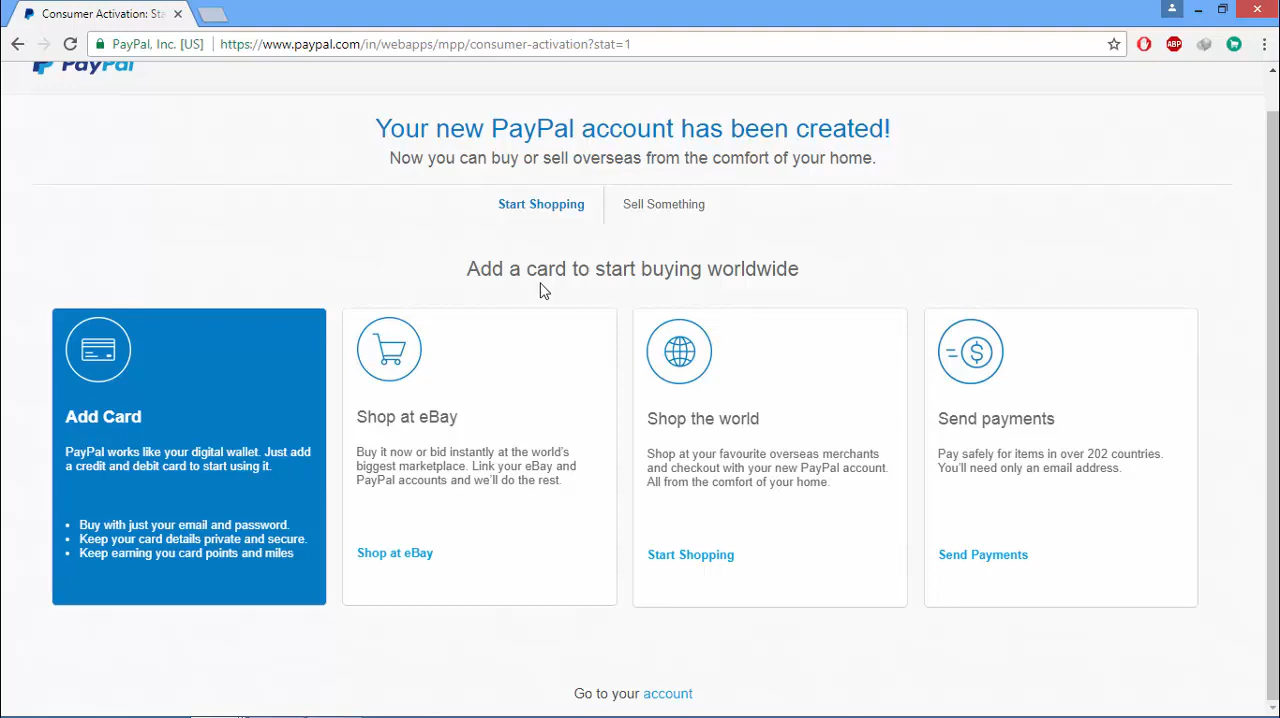 Consumer Activation: Sta
PayPal, Inc. [US]
https://www.paypal.com/in/webapps/mpp/consumer-activation?stat=1
ABP
PayPal
Your new PayPal account has been created!
Now you can buy or sell overseas from the comfort of your home.
Start Shopping
Sell Something
Add a card to start buying worldwide
Add Card
PayPal works like your digital wallet. Just add
a credit and debit card to start using it.
• Buy with just your email and password.
• Keep your card details private and secure.
• Keep earning you card points and miles
Shop at eBay
Buy it now or bid instantly at the world's
biggest marketplace. Link your eBay and
PayPal accounts and we'll do the rest.
Shop at eBay
Shop the world
Shop at your favourite overseas merchants
and checkout with your new PayPal account.
All from the comfort of your home.
Start Shopping
Send payments
Pay safely for items in over 202 countries.
You'll need only an email address.
Send Payments
Go to your account